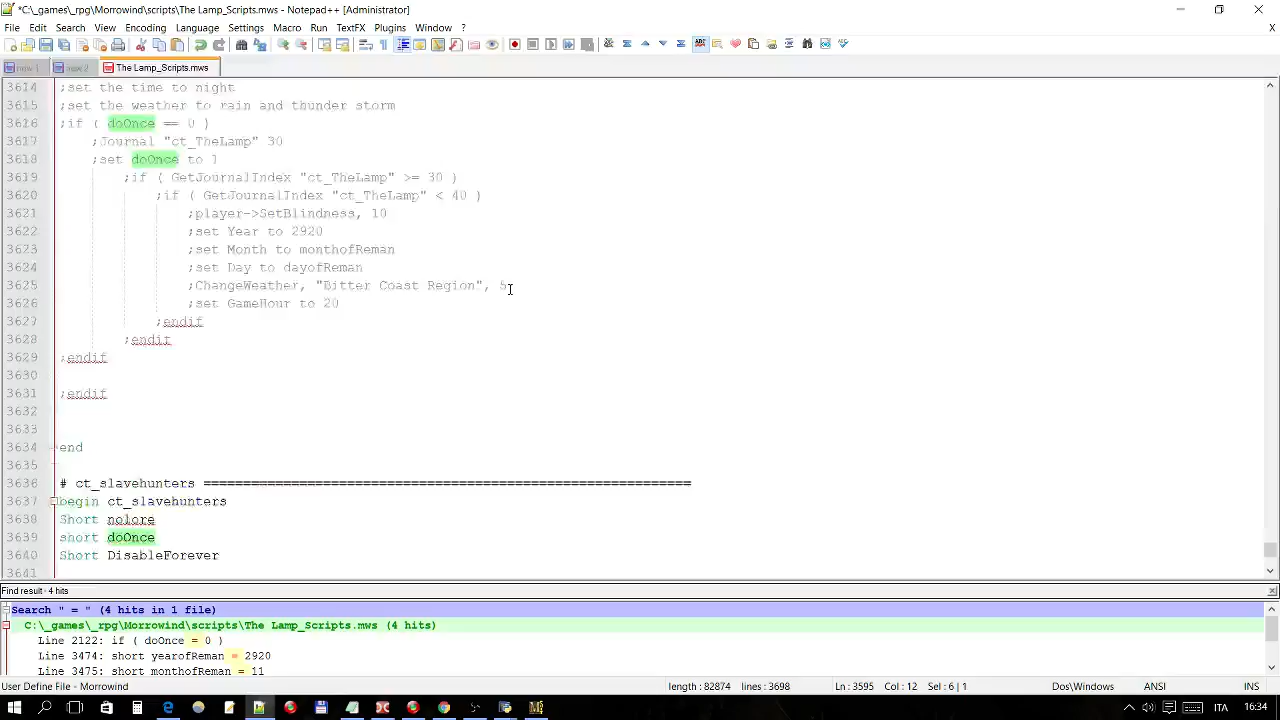 *C:\_games\_rpg\Morrowind\scripts\The Lamp_Scripts.mws - Notepad++ [Administrator]
File Edit Search View Encoding Language Settings Macro Run TextFX Plugins Window ?
X
new 1 new 2 The Lamp_Scripts.mws
3614 ;set the time to night
3615 ;set the weather to rain and thunder storm
3616 ;if ( doOnce == 0 )
3617 ;Journal "ct_TheLamp" 30
3618 ;set doOnce to 1
3619 ;if ( GetJournalIndex "ct_TheLamp" >= 30 )
3620 ;if ( GetJournalIndex "ct_TheLamp" < 40 )
3621 ;player->SetBlindness, 10
3622 ;set Year to 2920
3623 ;set Month to monthofReman
3624 ;set Day to dayofReman
3625 ;ChangeWeather, "Bitter Coast Region", 5
3626 ;set GameHour to 20
3627 ;endif
3628 ;endif
3629 ;endif
3630
3631 ;endif
3632
3633
3634 end
3635
3636 # ct_slavehunters =============================================================
3637 begin ct_slavehunters
3638 Short nolore
3639 short doOnce
3640 Short DisableForever
3641
Find result - 4 hits
Search " = " (4 hits in 1 file)
C:\_games\_rpg\Morrowind\scripts\The Lamp_Scripts.mws (4 hits)
Line 2122: if ( doOnce = 0 )
Line 3474: short yearofReman = 2920
Line 3475: short monthofReman = 11
User Define File - Morrowind length : 82874 lines : 3698 Ln : 3595 Col : 12 Sel : 6 | 1 Dos\Windows ANSI INS
ITA 16:34